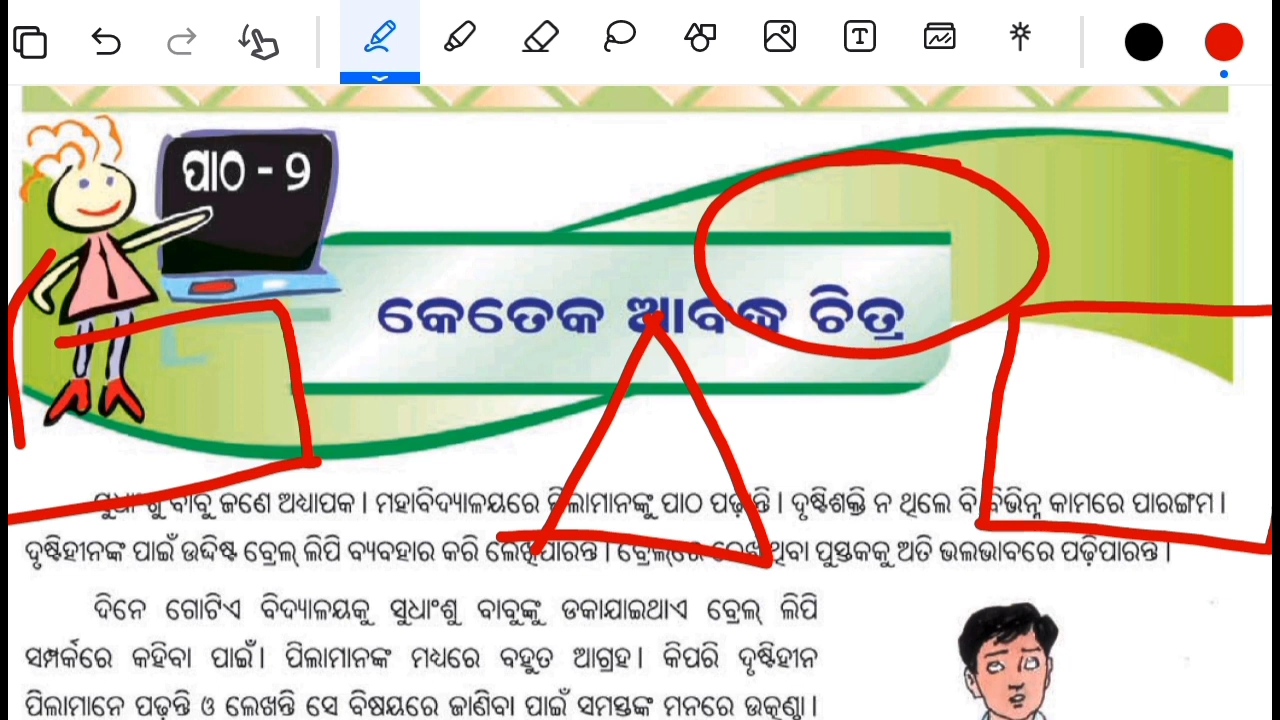 ପାଠ - ୨
କେତେକ ଆବଦ୍ଧ ଚିତ୍ର
ସୁଧାଂଶୁ ବାବୁ ଜଣେ ଅଧ୍ୟାପକ । ମହାବିଦ୍ୟାଳୟରେ ପିଲାମାନଙ୍କୁ ପାଠ ପଢ଼ାନ୍ତି । ଦୃଷ୍ଟିଶକ୍ତି ନ ଥିଲେ ବି ବିଭିନ୍ନ କାମରେ ପାରଙ୍ଗମ ।
ଦୃଷ୍ଟିହୀନଙ୍କ ପାଇଁ ଉଦ୍ଦିଷ୍ଟ ବ୍ରେଲ୍ ଲିପି ବ୍ୟବହାର କରି ଲେଖିପାରନ୍ତି । ବ୍ରେଲ୍‌ରେ ଲେଖାଥିବା ପୁସ୍ତକକୁ ଅତି ଭଲଭାବରେ ପଢ଼ିପାରନ୍ତି ।
ଦିନେ ଗୋଟିଏ ବିଦ୍ୟାଳୟକୁ ସୁଧାଂଶୁ ବାବୁଙ୍କୁ ଡକାଯାଇଥାଏ ବ୍ରେଲ୍ ଲିପି
ସମ୍ପର୍କରେ କହିବା ପାଇଁ । ପିଲାମାନଙ୍କ ମଧ୍ୟରେ ବହୁତ ଆଗ୍ରହ । କିପରି ଦୃଷ୍ଟିହୀନ
ପିଲାମାନେ ପଢ଼ନ୍ତି ଓ ଲେଖନ୍ତି ସେ ବିଷୟରେ ଜାଣିବା ପାଇଁ ସମସ୍ତଙ୍କ ମନରେ ଉତ୍କଣ୍ଠା ।